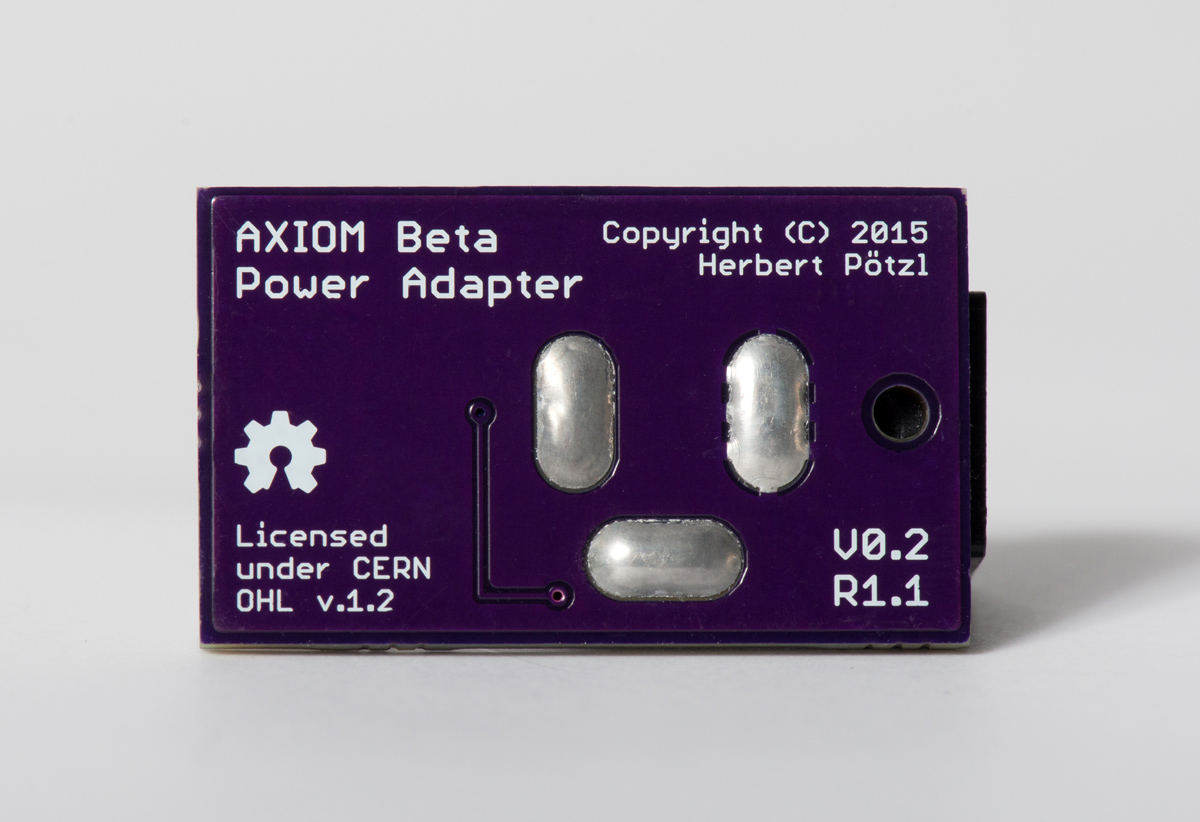 AXIOM Beta
Power Adapter
Copyright (C) 2015
Herbert Pötzl
Licensed
under CERN
OHL v.1.2
V0.2
R1.1